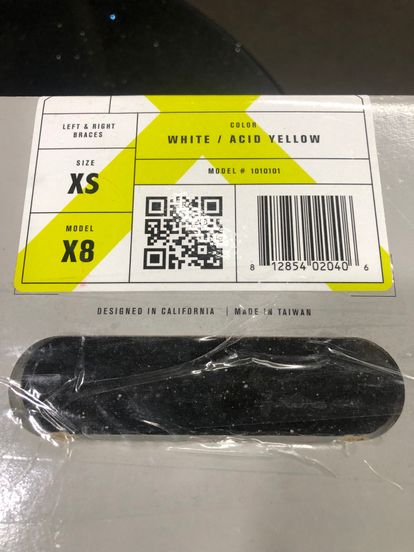 LEFT & RIGHT
BRACES
SIZE
XS
MODEL
X8
COLOR
WHITE / ACID YELLOW
MODEL # 1010101
8 12854 02040 6
DESIGNED IN CALIFORNIA | MADE IN TAIWAN